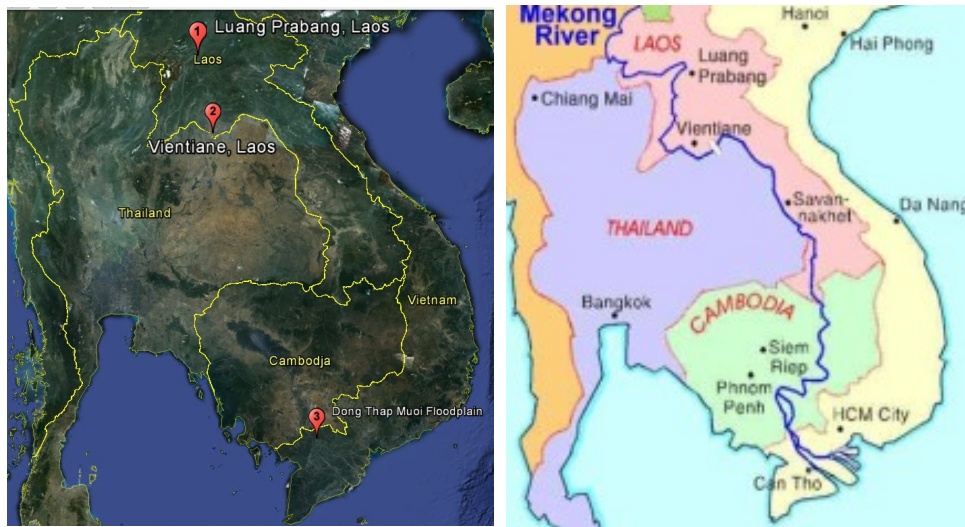 1
Luang Prabang, Laos
Laos
2
Vientiane, Laos
Thailand
Vietnam
Cambodja
3
Dong Thap Muoi Floodplain
Mekong
River
Hanoi
Hai Phong
LAOS
Luang
Prabang
Chiang Mai
Vientiane
Savan-
nakhet
Da Nang
THAILAND
Bangkok
CAMBODIA
Siem
Riep
Phnom
Penh
HCM City
Can Tho